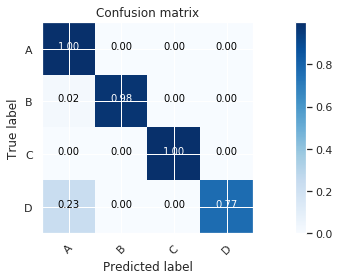 Confusion matrix
A 1.00 0.00 0.00 0.00
B 0.02 0.98 0.00 0.00
C 0.00 0.00 1.00 0.00
D 0.23 0.00 0.00 0.77
A B C D
True label
Predicted label
0.8
0.6
0.4
0.2
0.0